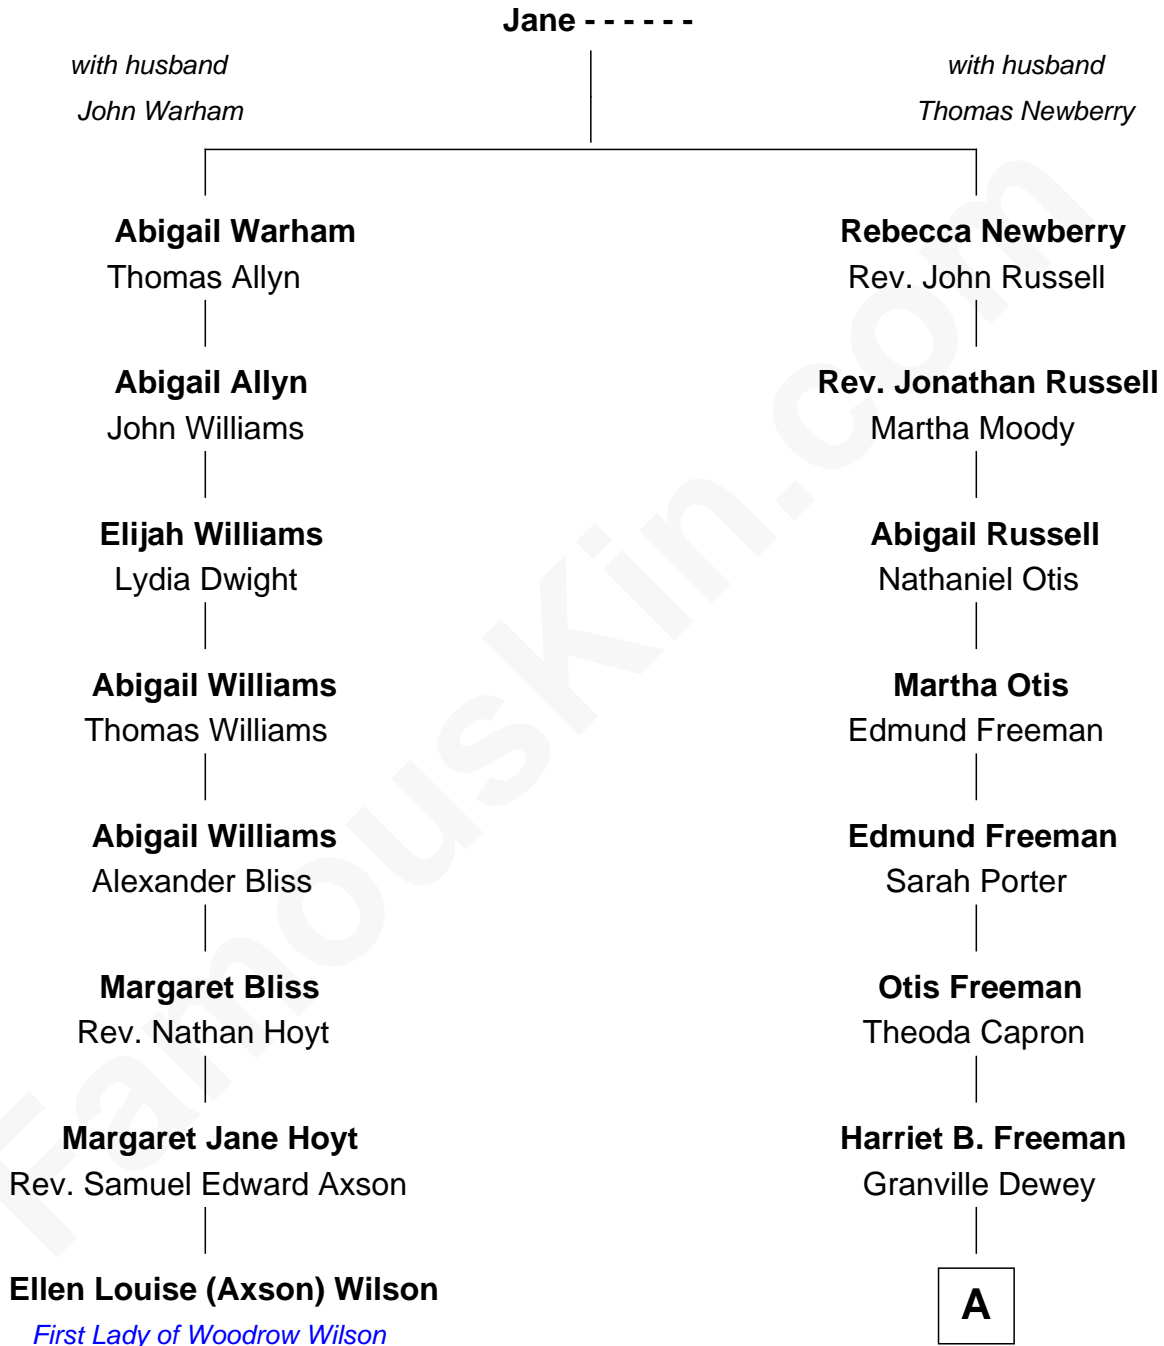 Jane - - - - - -
with husband
John Warham
with husband
Thomas Newberry
Abigail Warham
Thomas Allyn
Rebecca Newberry
Rev. John Russell
Abigail Allyn
John Williams
Rev. Jonathan Russell
Martha Moody
Elijah Williams
Lydia Dwight
Abigail Russell
Nathaniel Otis
Abigail Williams
Thomas Williams
Martha Otis
Edmund Freeman
Abigail Williams
Alexander Bliss
Edmund Freeman
Sarah Porter
Margaret Bliss
Rev. Nathan Hoyt
Otis Freeman
Theoda Capron
Margaret Jane Hoyt
Rev. Samuel Edward Axson
Harriet B. Freeman
Granville Dewey
Ellen Louise (Axson) Wilson
First Lady of Woodrow Wilson
A
FamousKin.com